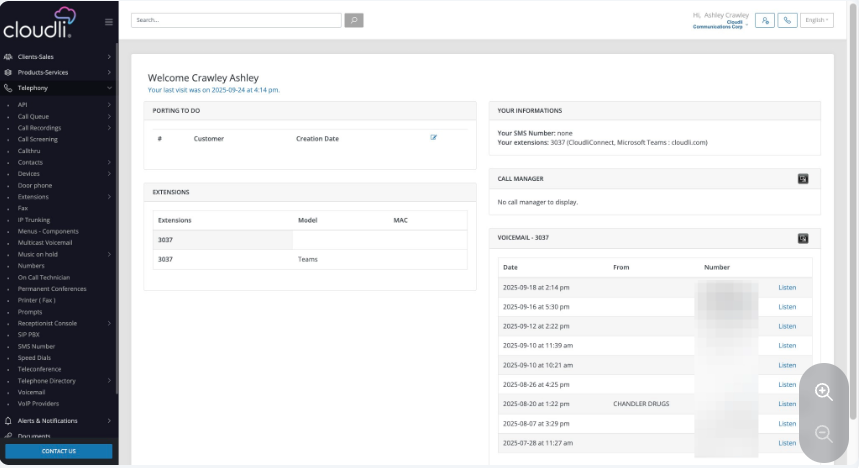 cloudli.
Search...
Hi, Ashley Crawley
Cloudli
Communications Corp
English
Clients-Sales
Products-Services
Telephony
API
Call Queue
Call Recordings
Call Screening
Callthru
Contacts
Devices
Door phone
Extensions
Fax
IP Trunking
Menus - Components
Multicast Voicemail
Music on hold
Numbers
On Call Technician
Permanent Conferences
Printer ( Fax )
Prompts
Receptionist Console
SIP PBX
SMS Number
Speed Dials
Teleconference
Telephone Directory
Voicemail
VoIP Providers
Alerts & Notifications
Documents
CONTACT US
Welcome Crawley Ashley
Your last visit was on 2025-09-24 at 4:14 pm.
PORTING TO DO
# Customer Creation Date
EXTENSIONS
Extensions Model MAC
3037
3037 Teams
YOUR INFORMATIONS
Your SMS Number: none
Your extensions: 3037 (CloudliConnect, Microsoft Teams : cloudli.com)
CALL MANAGER
No call manager to display.
VOICEMAIL - 3037
Date From Number
2025-09-18 at 2:14 pm Listen
2025-09-16 at 5:30 pm Listen
2025-09-12 at 2:22 pm Listen
2025-09-10 at 11:39 am Listen
2025-09-10 at 10:21 am Listen
2025-08-26 at 4:25 pm Listen
2025-08-20 at 1:22 pm CHANDLER DRUGS Listen
2025-08-07 at 3:29 pm Listen
2025-07-28 at 11:27 am Listen